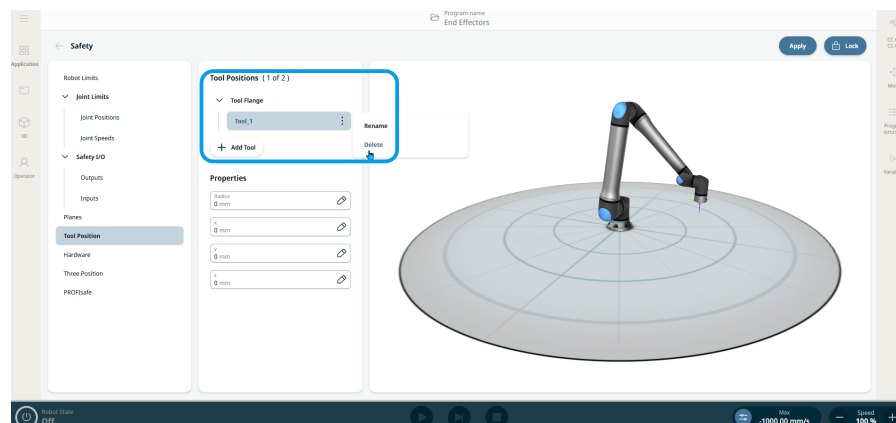 Program name
End Effectors
Safety
Apply
Lock
Application
3D
Operator
Robot Limits
Joint Limits
Joint Positions
Joint Speeds
Safety I/O
Outputs
Inputs
Planes
Tool Position
Hardware
Three Position
PROFIsafe
Tool Positions ( 1 of 2 )
Tool Flange
Tool_1
Rename
Delete
+ Add Tool
Properties
Radius
0 mm
x
0 mm
y
0 mm
z
0 mm
Robot State
Off
Max
-1000.00 mm/s
Speed
100 %